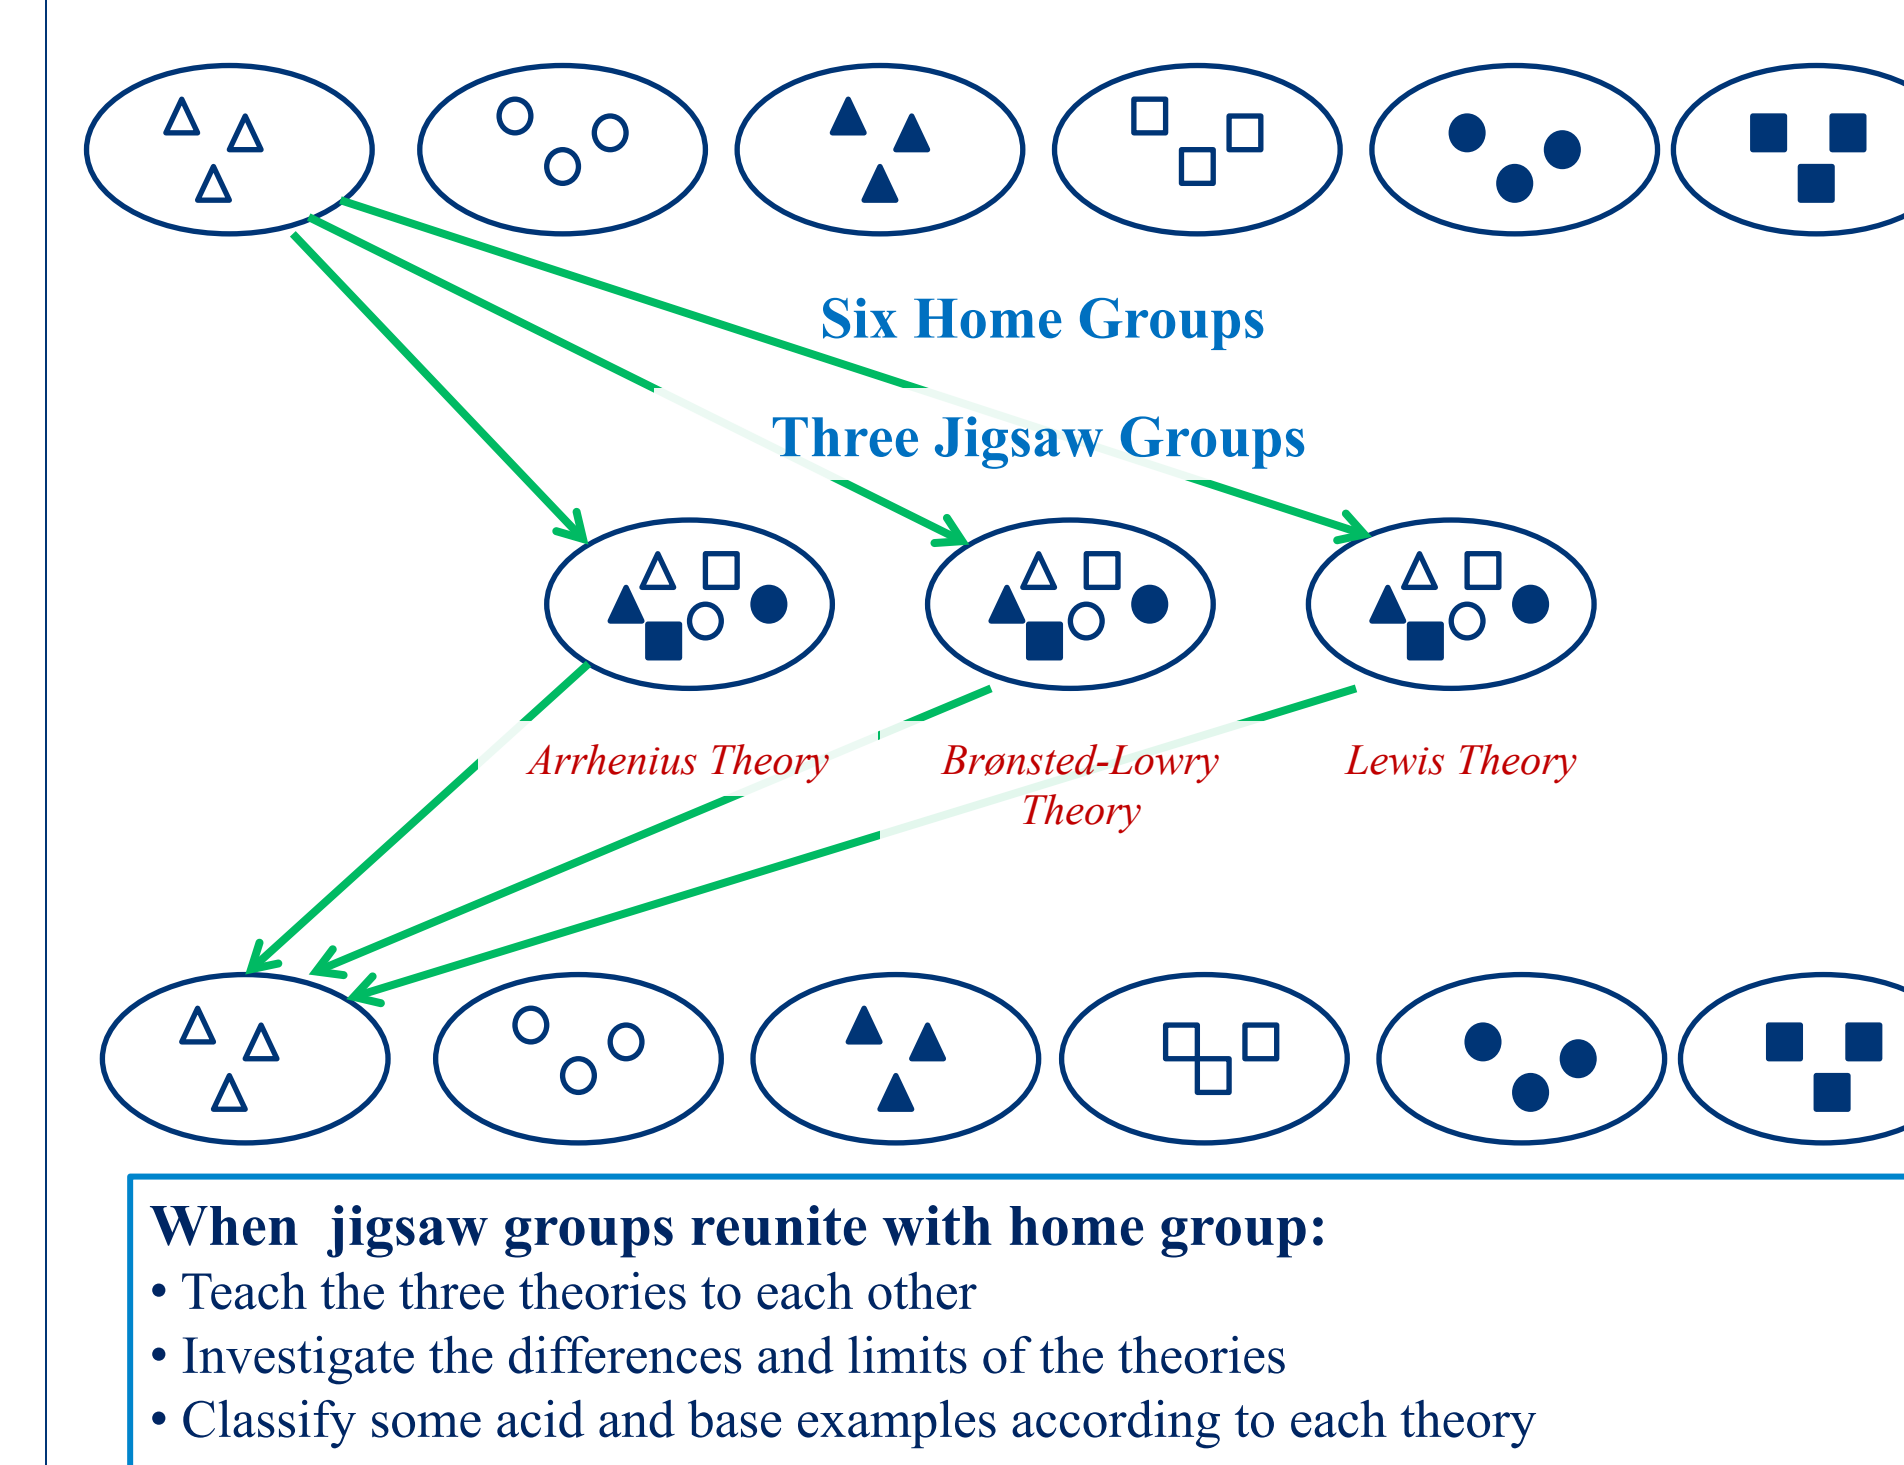 Six Home Groups
Three Jigsaw Groups
Arrhenius Theory
Brønsted-Lowry
Theory
Lewis Theory
When  jigsaw groups reunite with home group:
• Teach the three theories to each other
• Investigate the differences and limits of the theories
• Classify some acid and base examples according to each theory